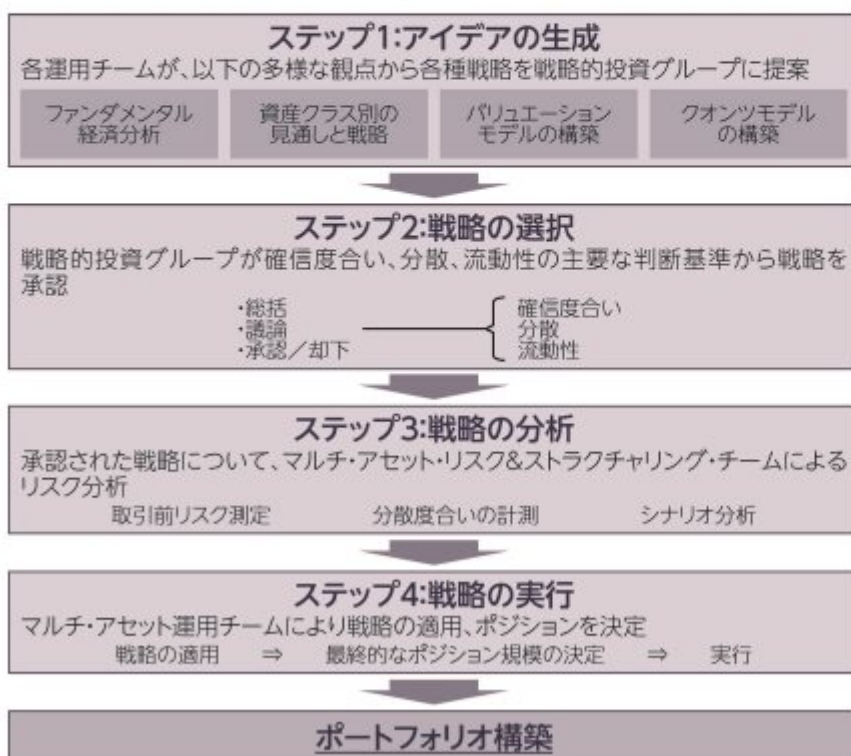 ステップ1:アイデアの生成
各運用チームが、以下の多様な観点から各種戦略を戦略的投資グループに提案
ファンダメンタル
経済分析
資産クラス別の
見通しと戦略
バリュエーション
モデルの構築
クオンツモデル
の構築
ステップ2:戦略の選択
戦略的投資グループが確信度合い、分散、流動性の主要な判断基準から戦略を
承認
・総括
・議論
・承認／却下
確信度合い
分散
流動性
ステップ3:戦略の分析
承認された戦略について、マルチ・アセット・リスク&ストラクチャリング・チームによる
リスク分析
取引前リスク測定 分散度合いの計測 シナリオ分析
ステップ4:戦略の実行
マルチ・アセット運用チームにより戦略の適用、ポジションを決定
戦略の適用 ⇒ 最終的なポジション規模の決定 ⇒ 実行
ポートフォリオ構築